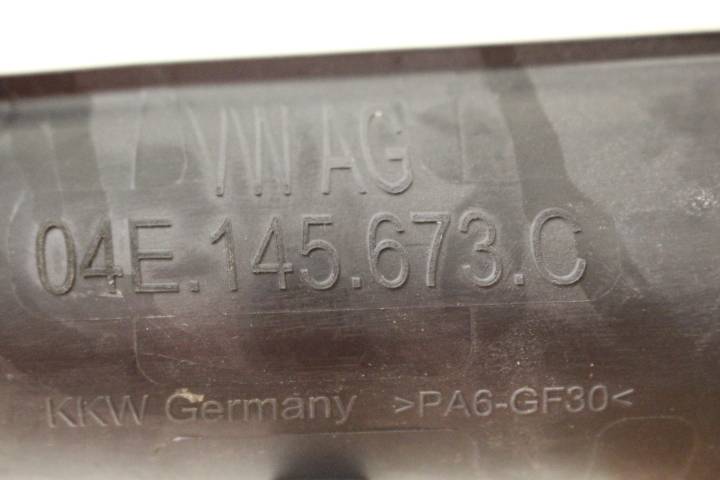 VW AG
04E.145.673.C
KKW Germany >PA6-GF30<